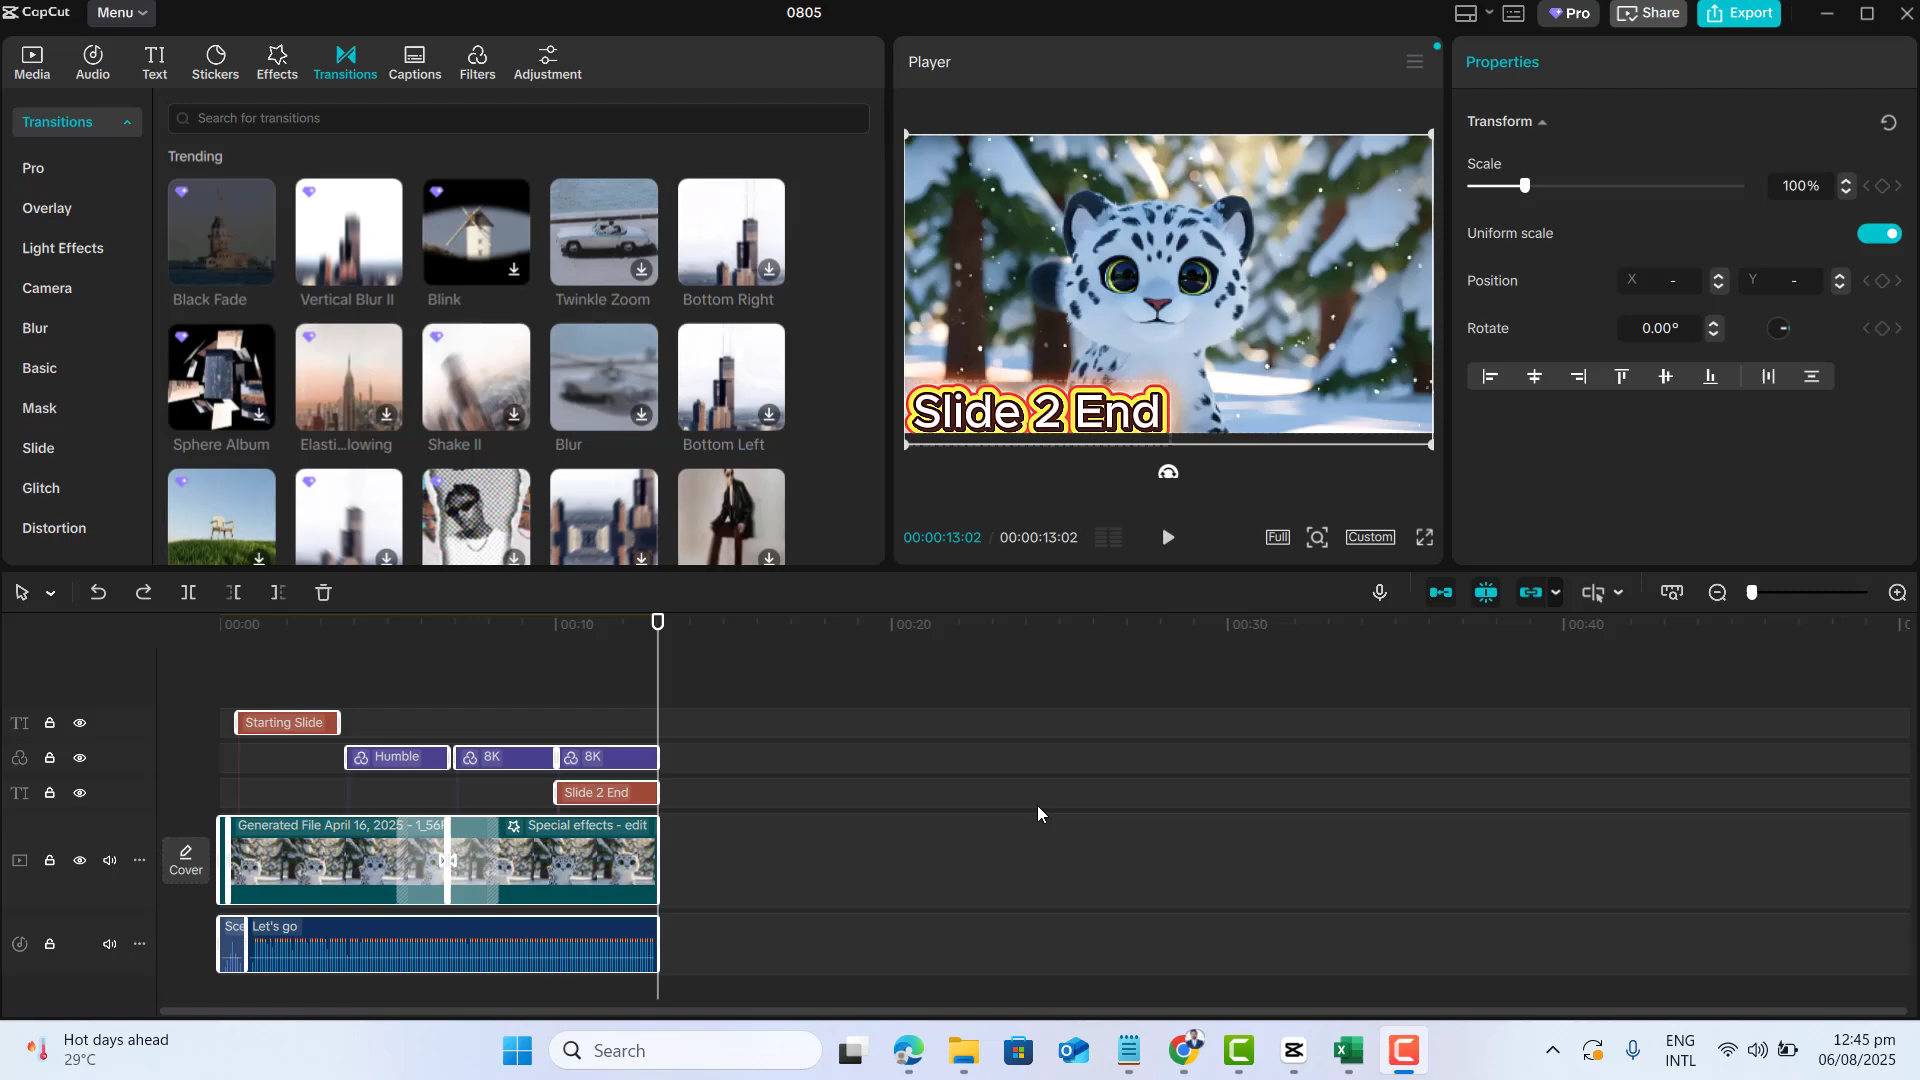 CapCut Menu 0805 Pro Share Export
Media Audio Text Stickers Effects Transitions Captions Filters Adjustment
Player
Properties
Transitions
Search for transitions
Transform
Trending
Scale
100%
Pro
Overlay
Light Effects
Camera
Blur
Basic
Mask
Slide
Glitch
Distortion
Black Fade Vertical Blur II Blink Twinkle Zoom Bottom Right
Sphere Album Elasti...lowing Shake II Blur Bottom Left
Slide 2 End
Uniform scale
Position X - Y -
Rotate 0.00°
00:00:13:02 / 00:00:13:02 Full Custom
00:00 00:10 00:20 00:30 00:40
TI Starting Slide
Humble 8K 8K
TI Slide 2 End
Generated File April 16, 2025 - 1_56 Special effects - edit
Cover
Sce Let's go
Hot days ahead
29°C
Search
ENG
INTL
12:45 pm
06/08/2025